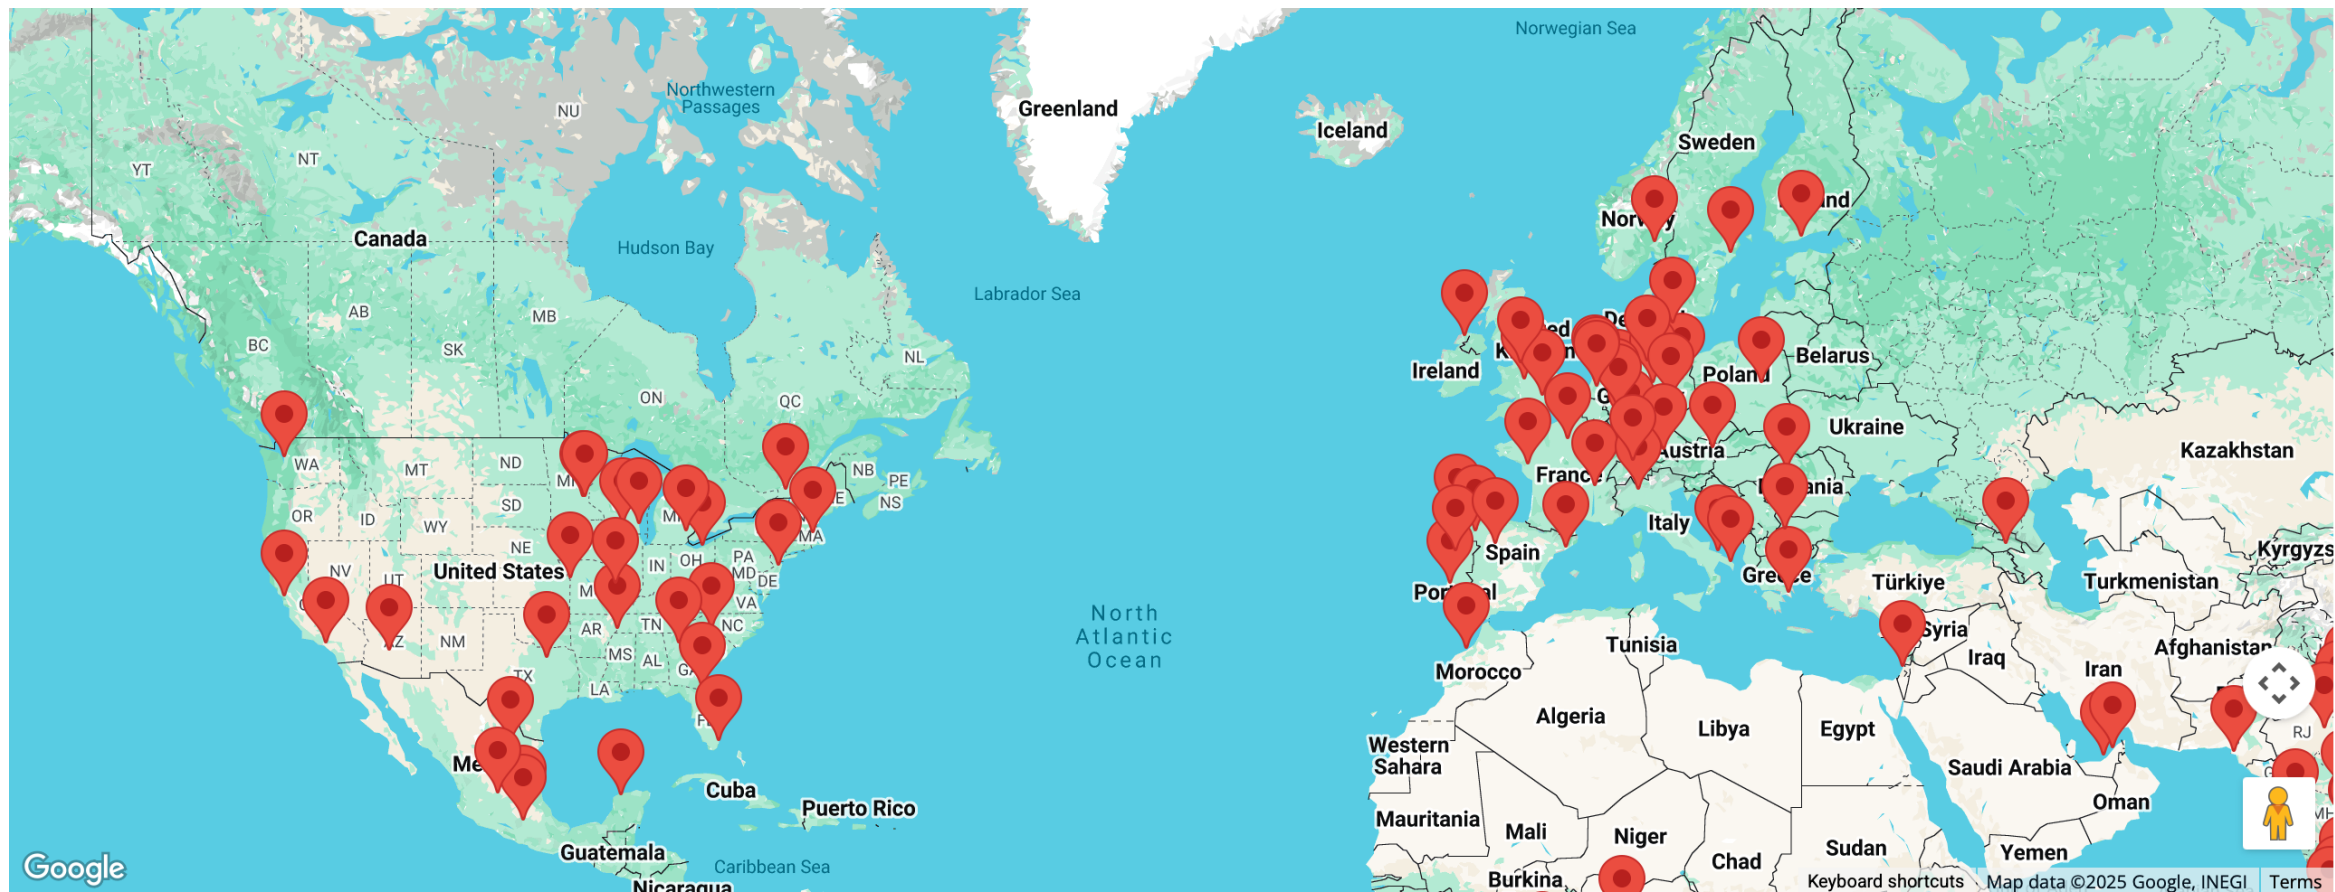 Norwegian Sea
Northwestern
Passages
NU
Greenland
Iceland
Sweden
NT
YT
Canada
Hudson Bay
Labrador Sea
AB
MB
BC
SK
NL
ON
QC
Ireland
Belarus
Poland
Ukraine
Austria
Kazakhstan
WA
MT
ND
NB
PE
NS
SD
OR
ID
WY
France
Italy
Spain
NE
United States
NV
UT
IN
OH
PA
MD
DE
MA
VA
NC
TN
AR
NM
MS
AL
LA
TX
North
Atlantic
Ocean
Türkiye
Turkmenistan
Syria
Afghanistan
Iraq
Iran
Tunisia
Morocco
Algeria
Libya
Egypt
Western
Sahara
Saudi Arabia
RJ
Oman
Cuba
Puerto Rico
Mauritania
Mali
Niger
Chad
Sudan
Yemen
Guatemala
Caribbean Sea
Nicaragua
Burkina
Google
Keyboard shortcuts
Map data ©2025 Google, INEGI
Terms